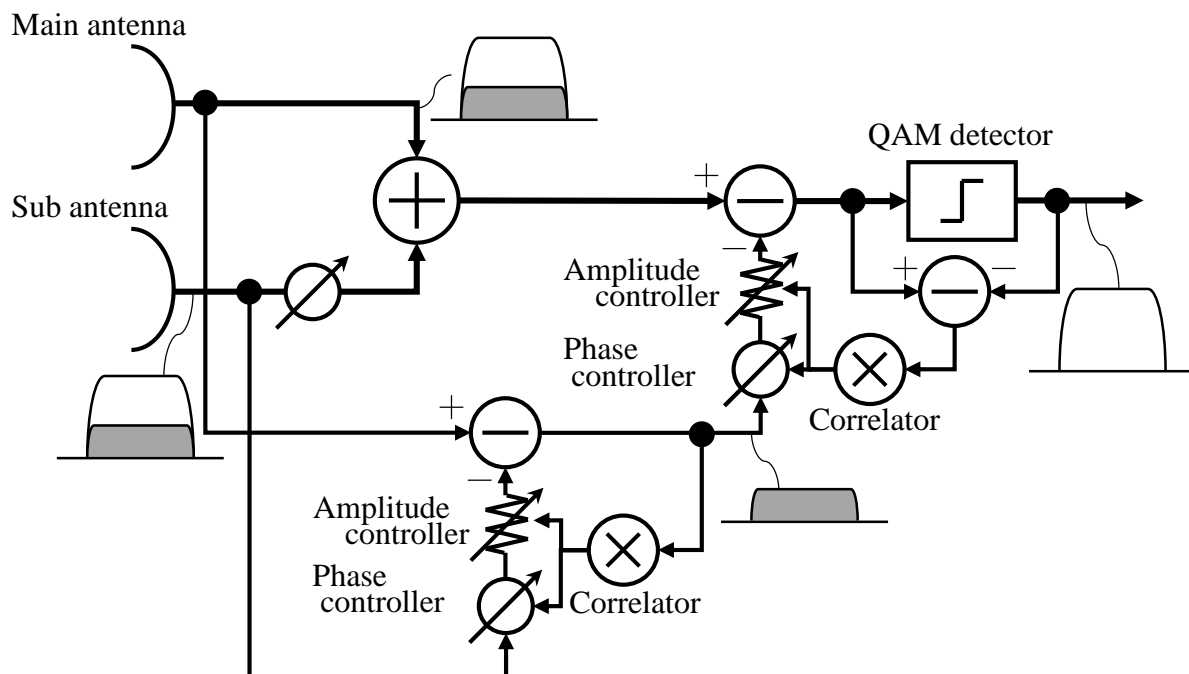 Main antenna
Sub antenna
QAM detector
+
−
Amplitude
controller
+
−
Phase
controller
Correlator
+
−
Amplitude
controller
Phase
controller
Correlator